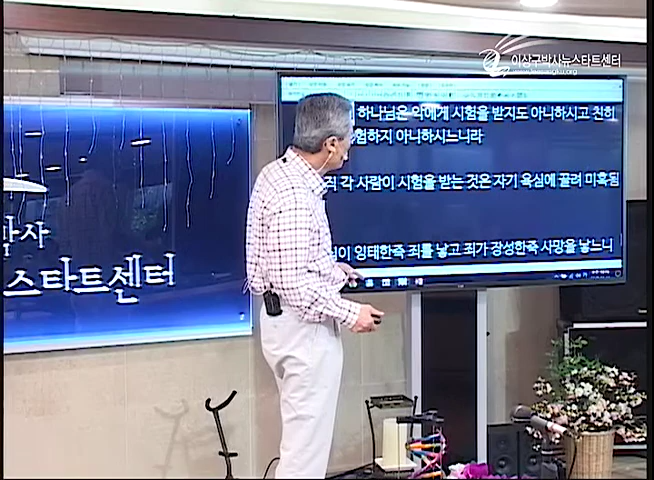 이상구박사뉴스타트센터
하나님은 악에게 시험을 받지도 아니하시고 친히
험하지 아니하시느니라
각 사람이 시험을 받는 것은 자기 욕심에 끌려 미혹됨
이 잉태한즉 죄를 낳고 죄가 장성한즉 사망을 낳느니
박사
스타트센터